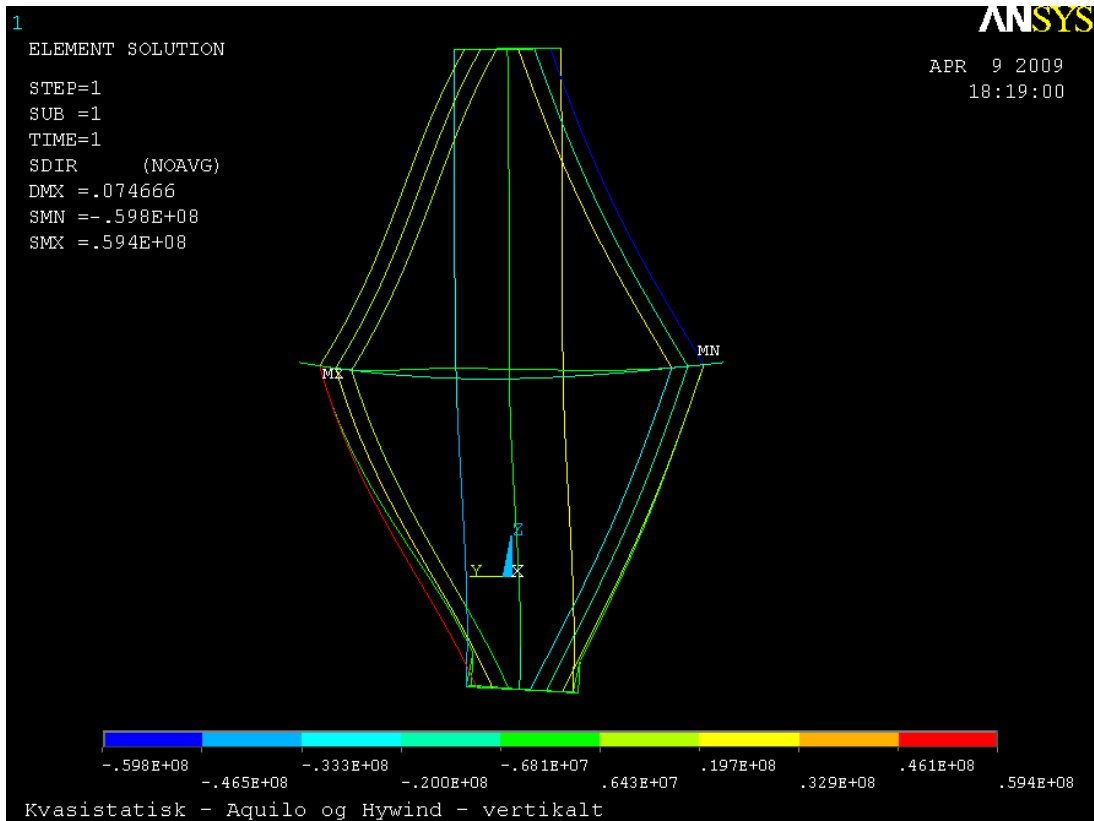 1
ANSYS
ELEMENT SOLUTION
APR 9 2009
18:19:00
STEP=1
SUB =1
TIME=1
SDIR (NOAVG)
DMX =.074666
SMN =-.598E+08
SMX =.594E+08
MN
MX
Z
Y X
-.598E+08 -.333E+08 -.681E+07 .197E+08 .461E+08
-.465E+08 -.200E+08 .643E+07 .329E+08 .594E+08
Kvasistatisk - Aquilo og Hywind - vertikalt